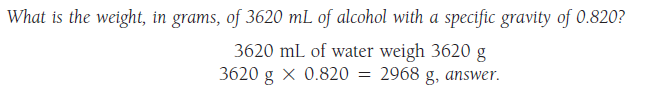 What is the weight, in grams, of 3620 mL of alcohol with a specific gravity of 0.820?
3620 mL of water weigh 3620 g
3620 g × 0.820 = 2968 g, answer.